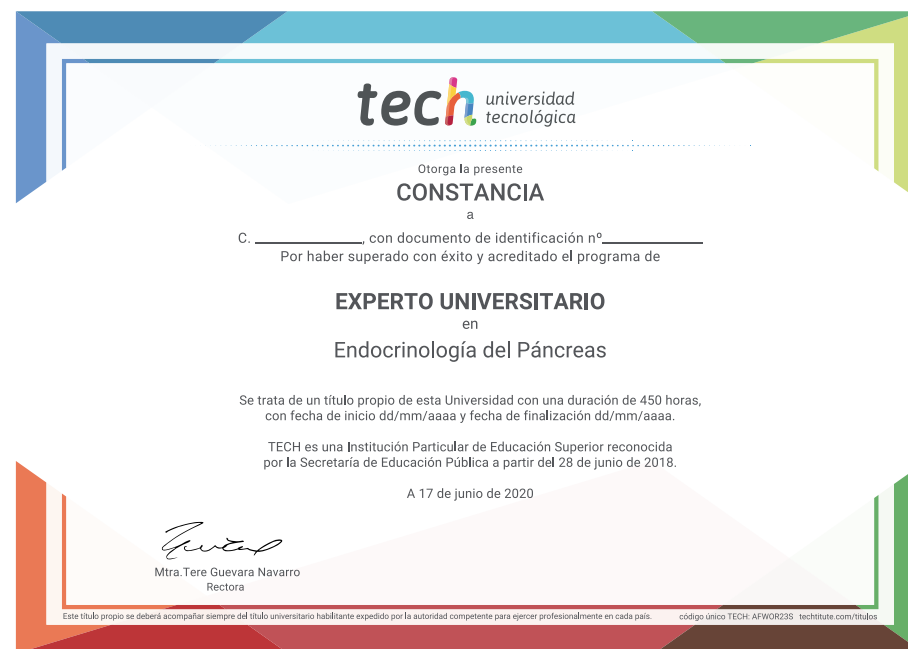 tech universidad
tecnológica
Otorga la presente
CONSTANCIA
a
C. ____________, con documento de identificación nº____________
Por haber superado con éxito y acreditado el programa de
EXPERTO UNIVERSITARIO
en
Endocrinología del Páncreas
Se trata de un título propio de esta Universidad con una duración de 450 horas,
con fecha de inicio dd/mm/aaaa y fecha de finalización dd/mm/aaaa.
TECH es una Institución Particular de Educación Superior reconocida
por la Secretaría de Educación Pública a partir del 28 de junio de 2018.
A 17 de junio de 2020
Mtra.Tere Guevara Navarro
Rectora
Este título propio se deberá acompañar siempre del título universitario habilitante expedido por la autoridad competente para ejercer profesionalmente en cada país. código único TECH: AFWOR23S techtitute.com/titulos